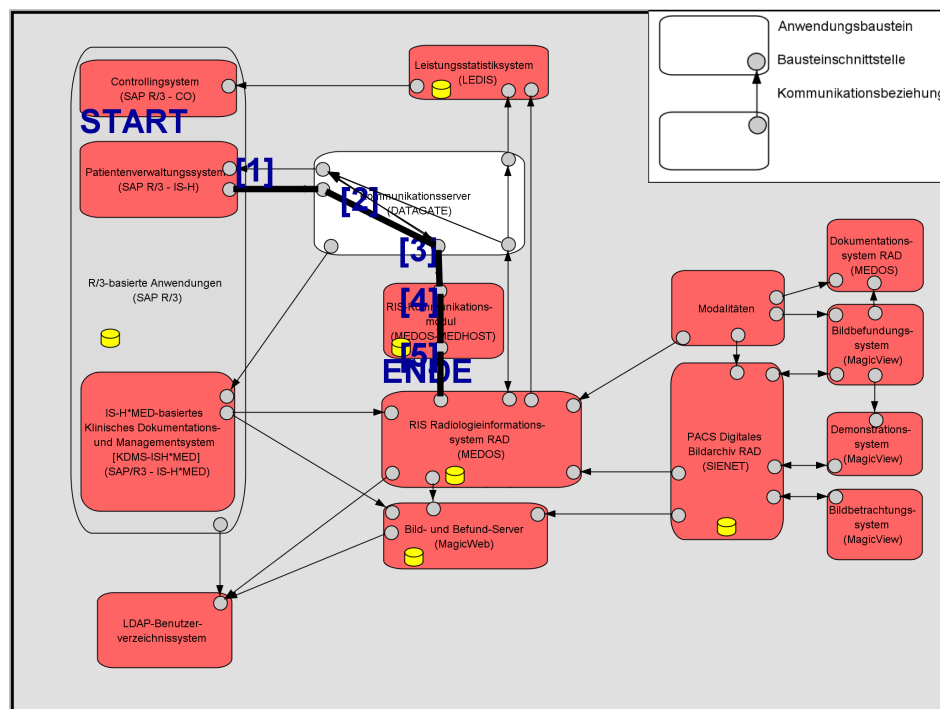 Anwendungsbaustein
Bausteinschnittstelle
Kommunikationsbeziehung
Controllingsystem
(SAP R/3 - CO)
START
Leistungsstatistiksystem
(LEDIS)
Patientenverwaltungssystem
(SAP R/3 - IS-H)
[1]
[2]
Kommunikationsserver
(DATAGATE)
[3]
R/3-basierte Anwendungen
(SAP R/3)
[4]
RIS-Kommunikations-
modul
(MEDOS-MEDHOST)
[5]
ENDE
Modalitäten
Dokumentations-
system RAD
(MEDOS)
Bildbefundungs-
system
(MagicView)
IS-H*MED-basiertes
Klinisches Dokumentations-
und Managementsystem
[KDMS-ISH*MED]
(SAP/R3 - IS-H*MED)
RIS Radiologieinformations-
system RAD
(MEDOS)
PACS Digitales
Bildarchiv RAD
(SIENET)
Demonstrations-
system
(MagicView)
Bildbetrachtungs-
system
(MagicView)
Bild- und Befund-Server
(MagicWeb)
LDAP-Benutzer-
verzeichnissystem